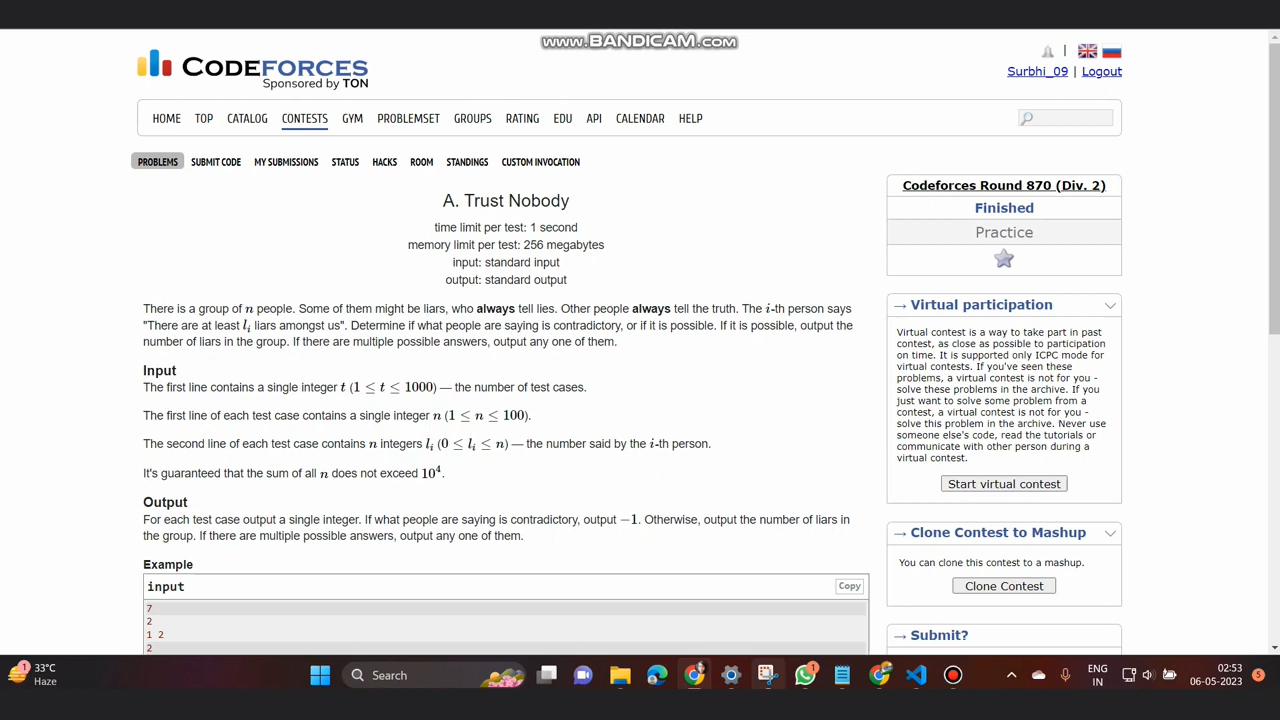 www.BANDICAM.com
CODEFORCES
Sponsored by TON
|
Surbhi_09 | Logout
HOME TOP CATALOG CONTESTS GYM PROBLEMSET GROUPS RATING EDU API CALENDAR HELP
PROBLEMS SUBMIT CODE MY SUBMISSIONS STATUS HACKS ROOM STANDINGS CUSTOM INVOCATION
A. Trust Nobody
time limit per test: 1 second
memory limit per test: 256 megabytes
input: standard input
output: standard output
There is a group of n people. Some of them might be liars, who always tell lies. Other people always tell the truth. The i-th person says
"There are at least l_i liars amongst us". Determine if what people are saying is contradictory, or if it is possible. If it is possible, output the
number of liars in the group. If there are multiple possible answers, output any one of them.
Input
The first line contains a single integer t (1 ≤ t ≤ 1000) — the number of test cases.
The first line of each test case contains a single integer n (1 ≤ n ≤ 100).
The second line of each test case contains n integers l_i (0 ≤ l_i ≤ n) — the number said by the i-th person.
It's guaranteed that the sum of all n does not exceed 10^4.
Output
For each test case output a single integer. If what people are saying is contradictory, output −1. Otherwise, output the number of liars in
the group. If there are multiple possible answers, output any one of them.
Example
input Copy
7
2
1 2
2
Codeforces Round 870 (Div. 2)
Finished
Practice
→ Virtual participation
Virtual contest is a way to take part in past
contest, as close as possible to participation
on time. It is supported only ICPC mode for
virtual contests. If you've seen these
problems, a virtual contest is not for you -
solve these problems in the archive. If you
just want to solve some problem from a
contest, a virtual contest is not for you -
solve this problem in the archive. Never use
someone else's code, read the tutorials or
communicate with other person during a
virtual contest.
Start virtual contest
→ Clone Contest to Mashup
You can clone this contest to a mashup.
Clone Contest
→ Submit?
1
33°C
Haze
Search
1
ENG
IN
02:53
06-05-2023
5